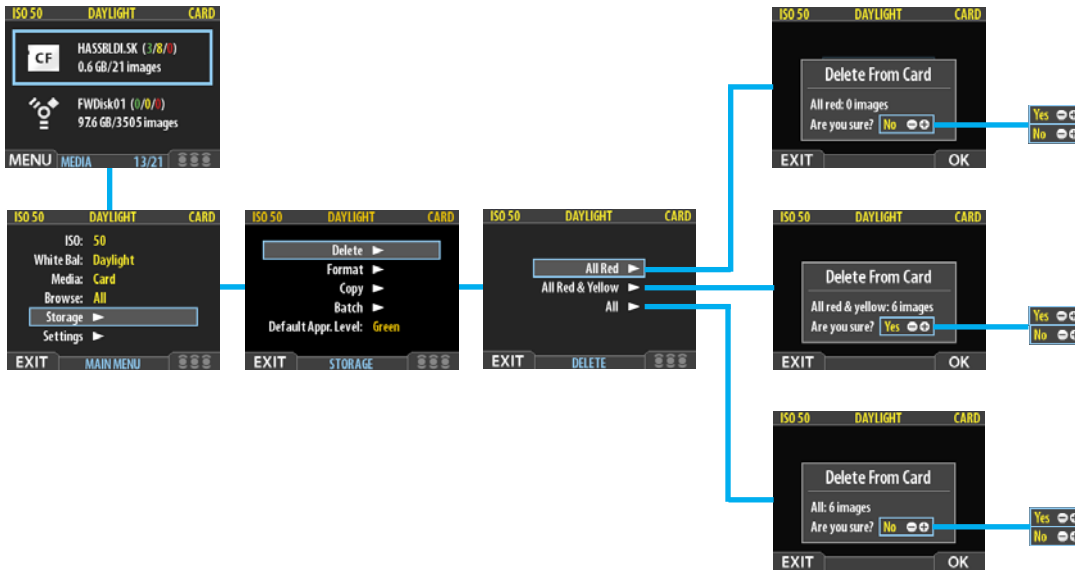 ISO 50 DAYLIGHT CARD
CF
HASSBLDI.SK (3/8/0)
0.6 GB/21 images
FWDisk01 (0/0/0)
97.6 GB/3505 images
MENU MEDIA 13/21
ISO 50 DAYLIGHT CARD
ISO: 50
White Bal: Daylight
Media: Card
Browse: All
Storage
Settings
EXIT MAIN MENU
ISO 50 DAYLIGHT CARD
Delete
Format
Copy
Batch
Default Appr. Level: Green
EXIT STORAGE
ISO 50 DAYLIGHT CARD
All Red
All Red & Yellow
All
EXIT DELETE
ISO 50 DAYLIGHT CARD
Delete From Card
All red: 0 images
Are you sure? No
EXIT OK
Yes
No
ISO 50 DAYLIGHT CARD
Delete From Card
All red & yellow: 6 images
Are you sure? Yes
EXIT OK
Yes
No
ISO 50 DAYLIGHT CARD
Delete From Card
All: 6 images
Are you sure? No
EXIT OK
Yes
No